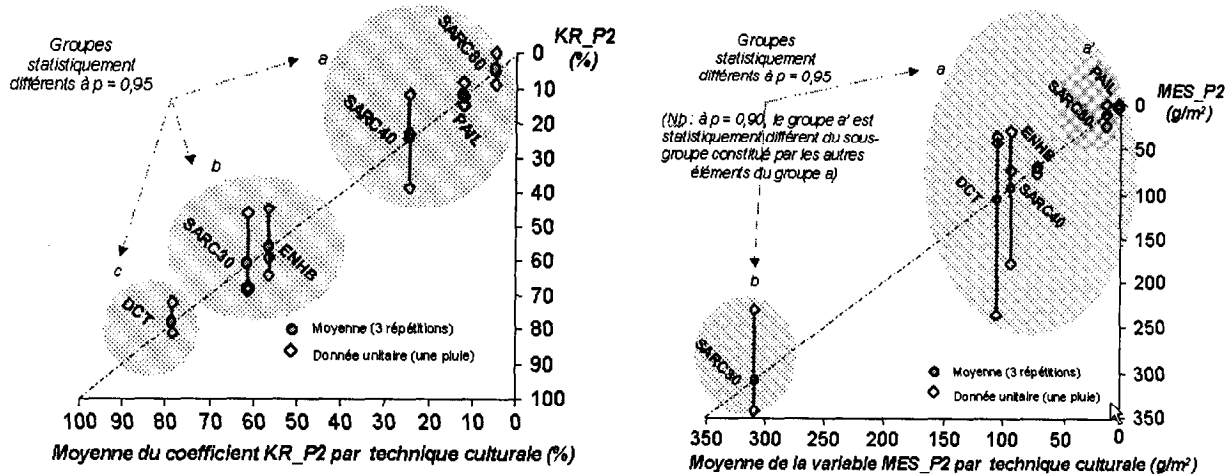 Groupes
statistiquement
différents à p = 0,95
a
b
c
SARC80
PAIL
SARC40
SARC30
ENHB
DCT
KR_P2
(%)
0
10
20
30
40
50
60
70
80
90
100
Moyenne (3 répétitions)
Donnée unitaire (une pluie)
100 90 80 70 60 50 40 30 20 10 0
Moyenne du coefficient KR_P2 par technique culturale (%)
Groupes
statistiquement
différents à p = 0,95
(Nb : à p = 0,90, le groupe a' est
statistiquement différent du sous-
groupe constitué par les autres
éléments du groupe a)
a
a'
b
PAIL
SARC80
ENHB
SARC40
DCT
SARC30
MES_P2
(g/m²)
0
50
100
150
200
250
300
350
Moyenne (3 répétitions)
Donnée unitaire (une pluie)
350 300 250 200 150 100 50 0
Moyenne de la variable MES_P2 par technique culturale (g/m²)